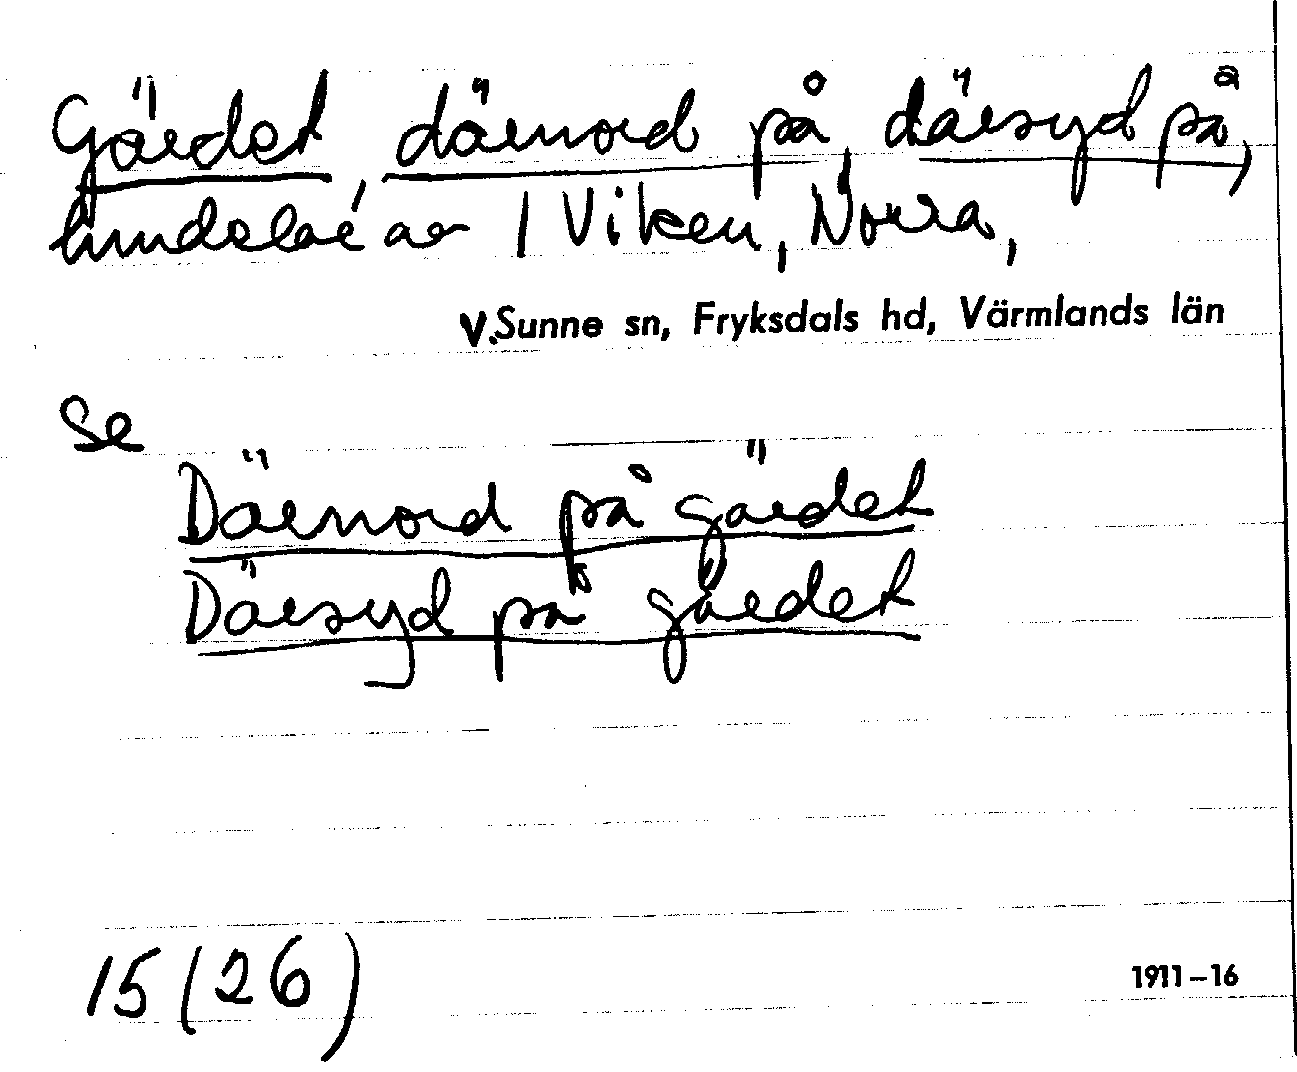 Gärdet, därnord på, därsyd på,
hundelar av 1 Viken, Norra,
V. Sunne sn, Fryksdals hd, Värmlands län
Se
Därnord på gärdet
Därsyd på gärdet
15 (26)
1911-16